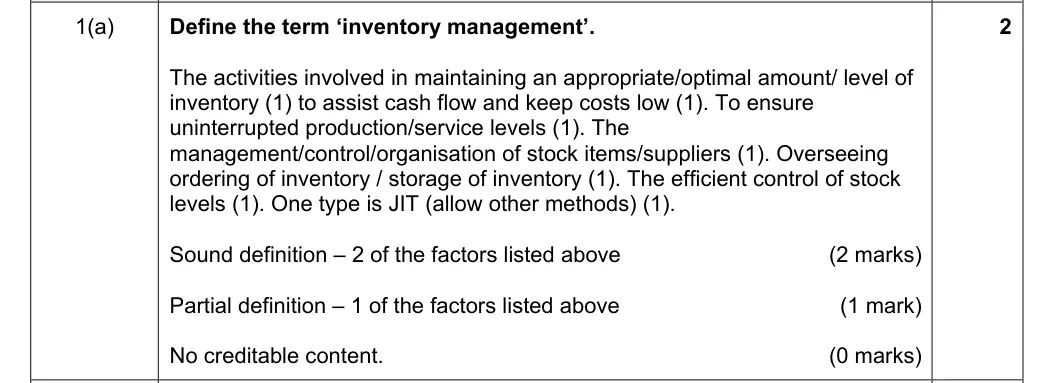 1(a) Define the term ‘inventory management’. 2
The activities involved in maintaining an appropriate/optimal amount/ level of
inventory (1) to assist cash flow and keep costs low (1). To ensure
uninterrupted production/service levels (1). The
management/control/organisation of stock items/suppliers (1). Overseeing
ordering of inventory / storage of inventory (1). The efficient control of stock
levels (1). One type is JIT (allow other methods) (1).
Sound definition – 2 of the factors listed above (2 marks)
Partial definition – 1 of the factors listed above (1 mark)
No creditable content. (0 marks)